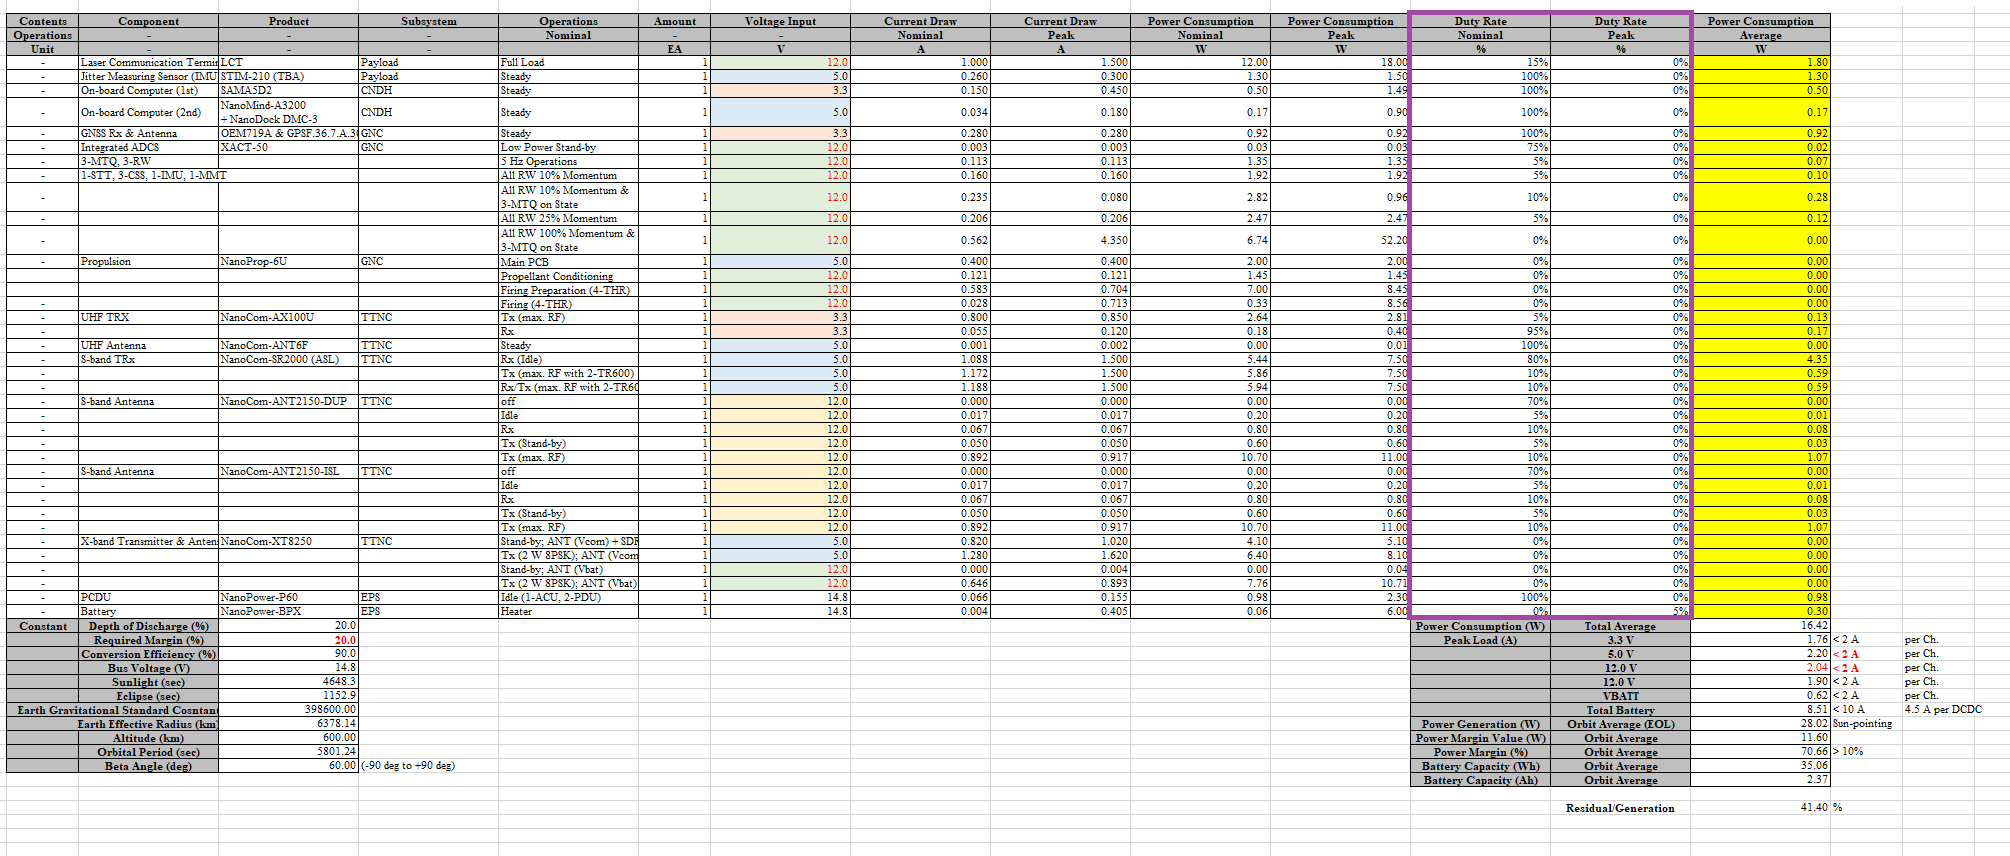 Contents Component Product Subsystem Operations Amount Voltage Input Current Draw Current Draw Power Consumption Power Consumption Duty Rate Duty Rate Power Consumption
Operations - - - Nominal - - Nominal Peak Nominal Peak Nominal Peak Average
Unit - - - EA V A A W W % % W
- Laser Communication Termin LCT Payload Full Load 1 12.0 1.000 1.500 12.00 18.00 15% 0% 1.80
- Jitter Measuring Sensor (IMU STIM-210 (TBA) Payload Steady 1 5.0 0.260 0.300 1.30 1.50 100% 0% 1.30
- On-board Computer (1st) SAMA5D2 CNDH Steady 1 3.3 0.150 0.450 0.50 1.49 100% 0% 0.50
- On-board Computer (2nd) NanoMind-A3200 + NanoDock DMC-3 CNDH Steady 1 5.0 0.034 0.180 0.17 0.90 100% 0% 0.17
- GNSS Rx & Antenna OEM719A & GPSF.36.7.A.30 GNC Steady 1 3.3 0.280 0.280 0.92 0.92 100% 0% 0.92
- Integrated ADCS XACT-50 GNC Low Power Stand-by 1 12.0 0.003 0.003 0.03 0.03 75% 0% 0.02
- 3-MTQ, 3-RW 5 Hz Operations 1 12.0 0.113 0.113 1.35 1.35 5% 0% 0.07
- 1-STT, 3-CSS, 1-IMU, 1-MMT All RW 10% Momentum 1 12.0 0.160 0.160 1.92 1.92 5% 0% 0.10
- All RW 10% Momentum & 3-MTQ on State 1 12.0 0.235 0.080 2.82 0.96 10% 0% 0.28
- All RW 25% Momentum 1 12.0 0.206 0.206 2.47 2.47 5% 0% 0.12
- All RW 100% Momentum & 3-MTQ on State 1 12.0 0.562 4.350 6.74 52.20 0% 0% 0.00
- Propulsion NanoProp-6U GNC Main PCB 1 5.0 0.400 0.400 2.00 2.00 0% 0% 0.00
Propellant Conditioning 1 12.0 0.121 0.121 1.45 1.45 0% 0% 0.00
Firing Preparation (4-THR) 1 12.0 0.583 0.704 7.00 8.45 0% 0% 0.00
- Firing (4-THR) 1 12.0 0.028 0.713 0.33 8.56 0% 0% 0.00
- UHF TRX NanoCom-AX100U TTNC Tx (max. RF) 1 3.3 0.800 0.850 2.64 2.81 5% 0% 0.13
- Rx 1 3.3 0.055 0.120 0.18 0.40 95% 0% 0.17
- UHF Antenna NanoCom-ANT6F TTNC Steady 1 5.0 0.001 0.002 0.00 0.01 100% 0% 0.00
- S-band TRx NanoCom-SR2000 (ASL) TTNC Rx (Idle) 1 5.0 1.088 1.500 5.44 7.50 80% 0% 4.35
- Tx (max. RF with 2-TR600) 1 5.0 1.172 1.500 5.86 7.50 10% 0% 0.59
- Rx/Tx (max. RF with 2-TR60 1 5.0 1.188 1.500 5.94 7.50 10% 0% 0.59
- S-band Antenna NanoCom-ANT2150-DUP TTNC off 1 12.0 0.000 0.000 0.00 0.00 70% 0% 0.00
- Idle 1 12.0 0.017 0.017 0.20 0.20 5% 0% 0.01
- Rx 1 12.0 0.067 0.067 0.80 0.80 10% 0% 0.08
- Tx (Stand-by) 1 12.0 0.050 0.050 0.60 0.60 5% 0% 0.03
- Tx (max. RF) 1 12.0 0.892 0.917 10.70 11.00 10% 0% 1.07
- S-band Antenna NanoCom-ANT2150-ISL TTNC off 1 12.0 0.000 0.000 0.00 0.00 70% 0% 0.00
- Idle 1 12.0 0.017 0.017 0.20 0.20 5% 0% 0.01
- Rx 1 12.0 0.067 0.067 0.80 0.80 10% 0% 0.08
- Tx (Stand-by) 1 12.0 0.050 0.050 0.60 0.60 5% 0% 0.03
- Tx (max. RF) 1 12.0 0.892 0.917 10.70 11.00 10% 0% 1.07
- X-band Transmitter & Anten NanoCom-XT8250 TTNC Stand-by; ANT (Vcom) + SDR 1 5.0 0.820 1.020 4.10 5.10 0% 0% 0.00
- Tx (2 W 8PSK); ANT (Vcom 1 5.0 1.280 1.620 6.40 8.10 0% 0% 0.00
- Stand-by; ANT (Vbat) 1 12.0 0.000 0.004 0.00 0.04 0% 0% 0.00
- Tx (2 W 8PSK); ANT (Vbat) 1 12.0 0.646 0.893 7.76 10.71 0% 0% 0.00
- PCDU NanoPower-P60 EPS Idle (1-ACU, 2-PDU) 1 14.8 0.066 0.155 0.98 2.30 100% 0% 0.98
- Battery NanoPower-BPX EPS Heater 1 14.8 0.004 0.405 0.06 6.00 0% 5% 0.30
Constant Depth of Discharge (%) 20.0 Power Consumption (W) Total Average 16.42
Required Margin (%) 20.0 Peak Load (A) 3.3 V 1.76 < 2 A per Ch.
Conversion Efficiency (%) 90.0 5.0 V 2.20 < 2 A per Ch.
Bus Voltage (V) 14.8 12.0 V 2.04 < 2 A per Ch.
Sunlight (sec) 4648.3 12.0 V 1.90 < 2 A per Ch.
Eclipse (sec) 1152.9 VBATT 0.62 < 2 A per Ch.
Earth Gravitational Standard Cosntan 398600.00 Total Battery 8.51 < 10 A 4.5 A per DCDC
Earth Effective Radius (km) 6378.14 Power Generation (W) Orbit Average (EOL) 28.02 Sun-pointing
Altitude (km) 600.00 Power Margin Value (W) Orbit Average 11.60
Orbital Period (sec) 5801.24 Power Margin (%) Orbit Average 70.66 > 10%
Beta Angle (deg) 60.00 (-90 deg to +90 deg) Battery Capacity (Wh) Orbit Average 35.06
Battery Capacity (Ah) Orbit Average 2.37
Residual/Generation 41.40 %